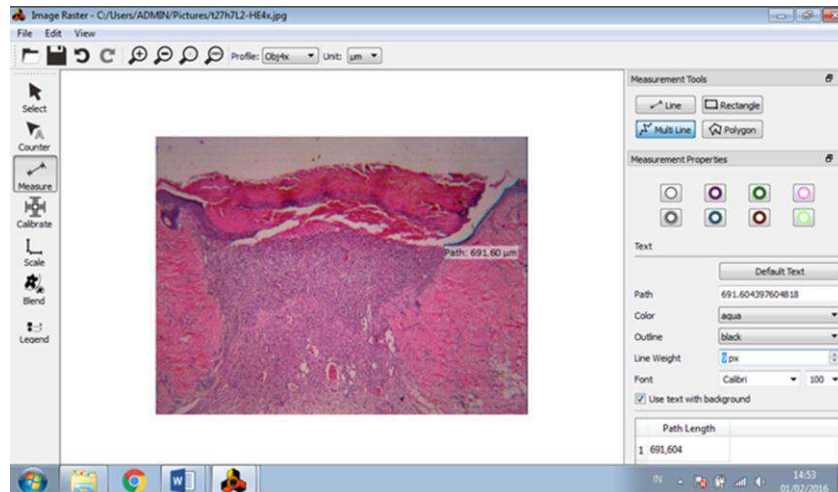 Image Raster - C:/Users/ADMIN/Pictures/t27h7L2-HE4x.jpg
File Edit View
Profile: Obj4x Unit: µm
Select
Counter
Measure
Calibrate
Scale
Blend
Legend
Path: 691.60 µm
Measurement Tools
Line Rectangle
Multi Line Polygon
Measurement Properties
Text
Default Text
Path 691.604397604818
Color aqua
Outline black
Line Weight px
Font Calibri 100
Use text with background
Path Length
1 691,604
IN 14:53
01/02/2016